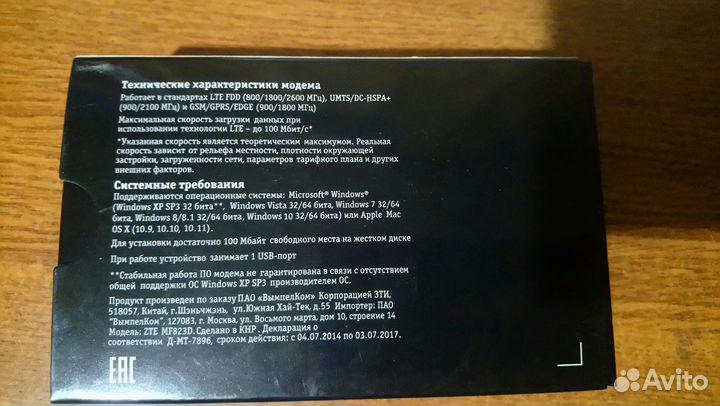 Технические характеристики модема
Работает в стандартах LTE FDD (800/1800/2600 МГц), UMTS/DC-HSPA+
(900/2100 МГц) и GSM/GPRS/EDGE (900/1800 МГц)
Максимальная скорость загрузки данных при
использовании технологии LTE – до 100 Мбит/с*
*Указанная скорость является теоретическим максимумом. Реальная
скорость зависит от рельефа местности, плотности окружающей
застройки, загруженности сети, параметров тарифного плана и других
внешних факторов.
Системные требования
Поддерживаются операционные системы: Microsoft® Windows®
(Windows XP SP3 32 бита**, Windows Vista 32/64 бита, Windows 7 32/64
бита, Windows 8/8.1 32/64 бита, Windows 10 32/64 бита) или Apple Mac
OS X (10.9, 10.10, 10.11).
Для установки достаточно 100 Мбайт свободного места на жестком диске
При работе устройство занимает 1 USB-порт
**Стабильная работа ПО модема не гарантирована в связи с отсутствием
общей поддержки ОС Windows XP SP3 производителем ОС.
Продукт произведен по заказу ПАО «ВымпелКом» Корпорацией ЗТИ,
518057, Китай, г.Шэньчжэнь, ул.Южная Хай-Тек, д.55 Импортер: ПАО
"ВымпелКом", 127083, г. Москва, ул. Восьмого марта, дом 10, строение 14
Модель: ZTE MF823D.Сделано в КНР. Декларация о
соответствии Д-МТ-7896, сроком действия: с 04.07.2014 по 03.07.2017.
EAC
Avito